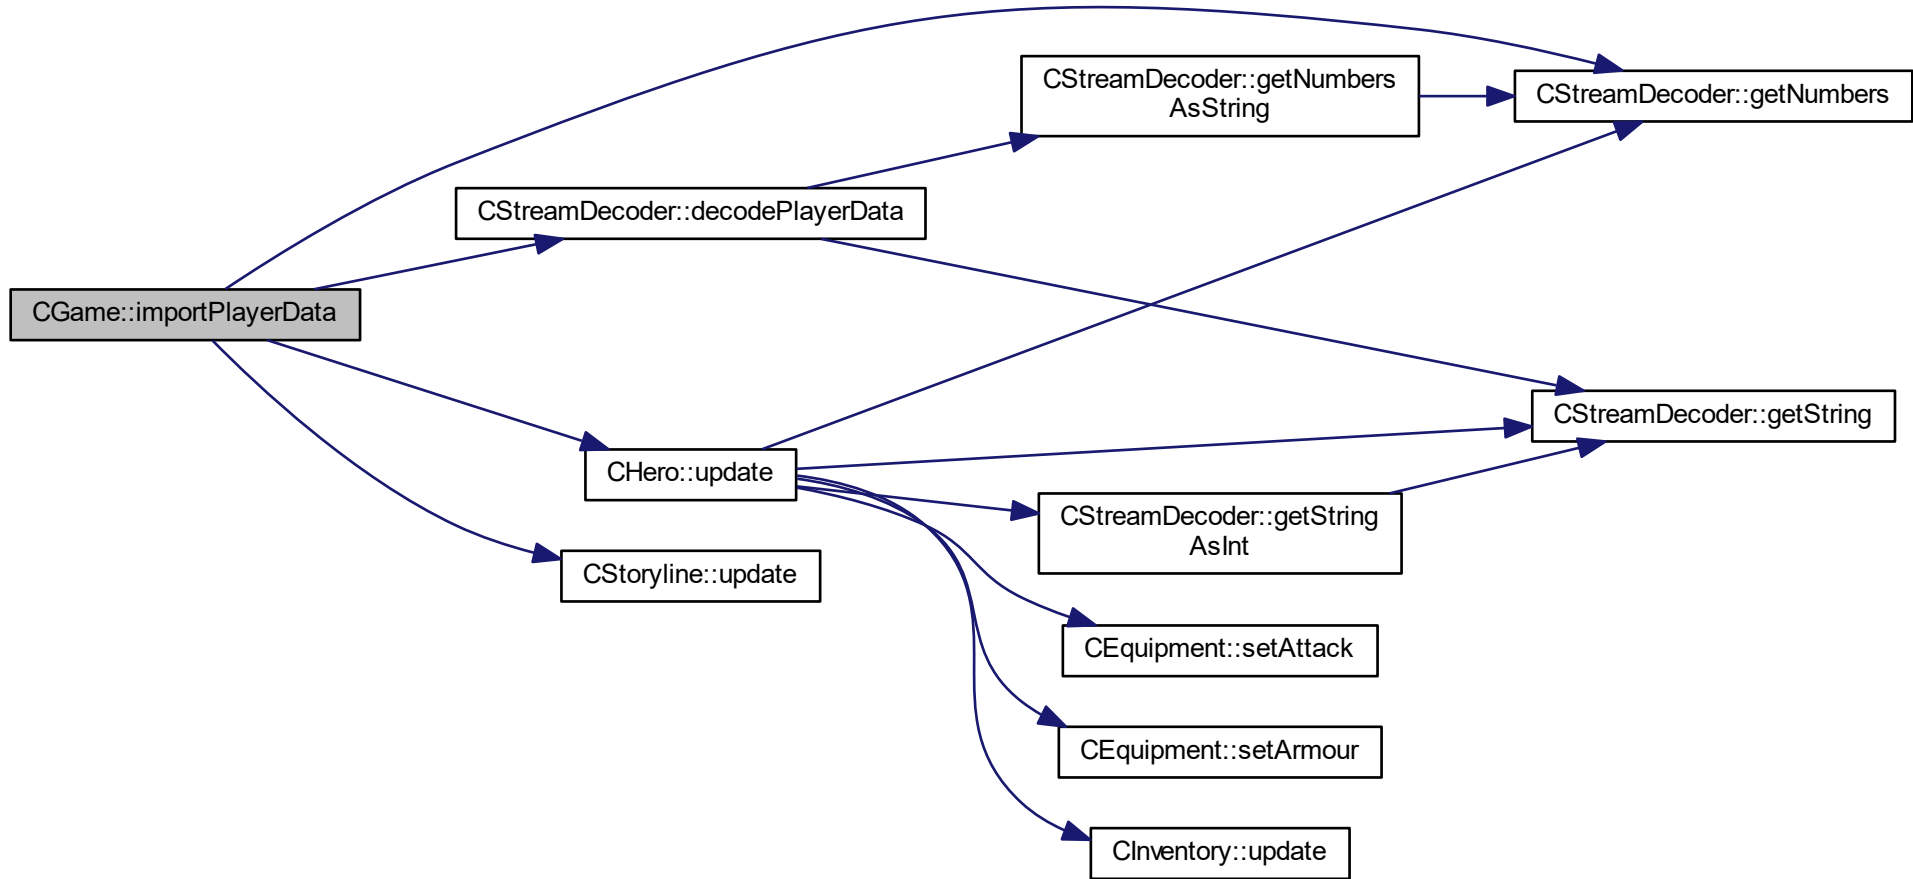 CStreamDecoder::getNumbers
AsString
CStreamDecoder::getNumbers
CStreamDecoder::decodePlayerData
CGame::importPlayerData
CStreamDecoder::getString
CHero::update
CStreamDecoder::getString
AsInt
CStoryline::update
CEquipment::setAttack
CEquipment::setArmour
CInventory::update